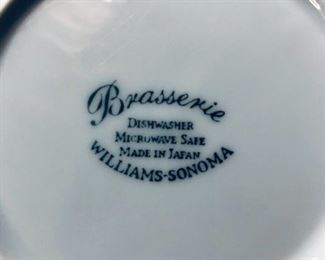 Brasserie
DISHWASHER
MICROWAVE SAFE
MADE IN JAPAN
WILLIAMS-SONOMA